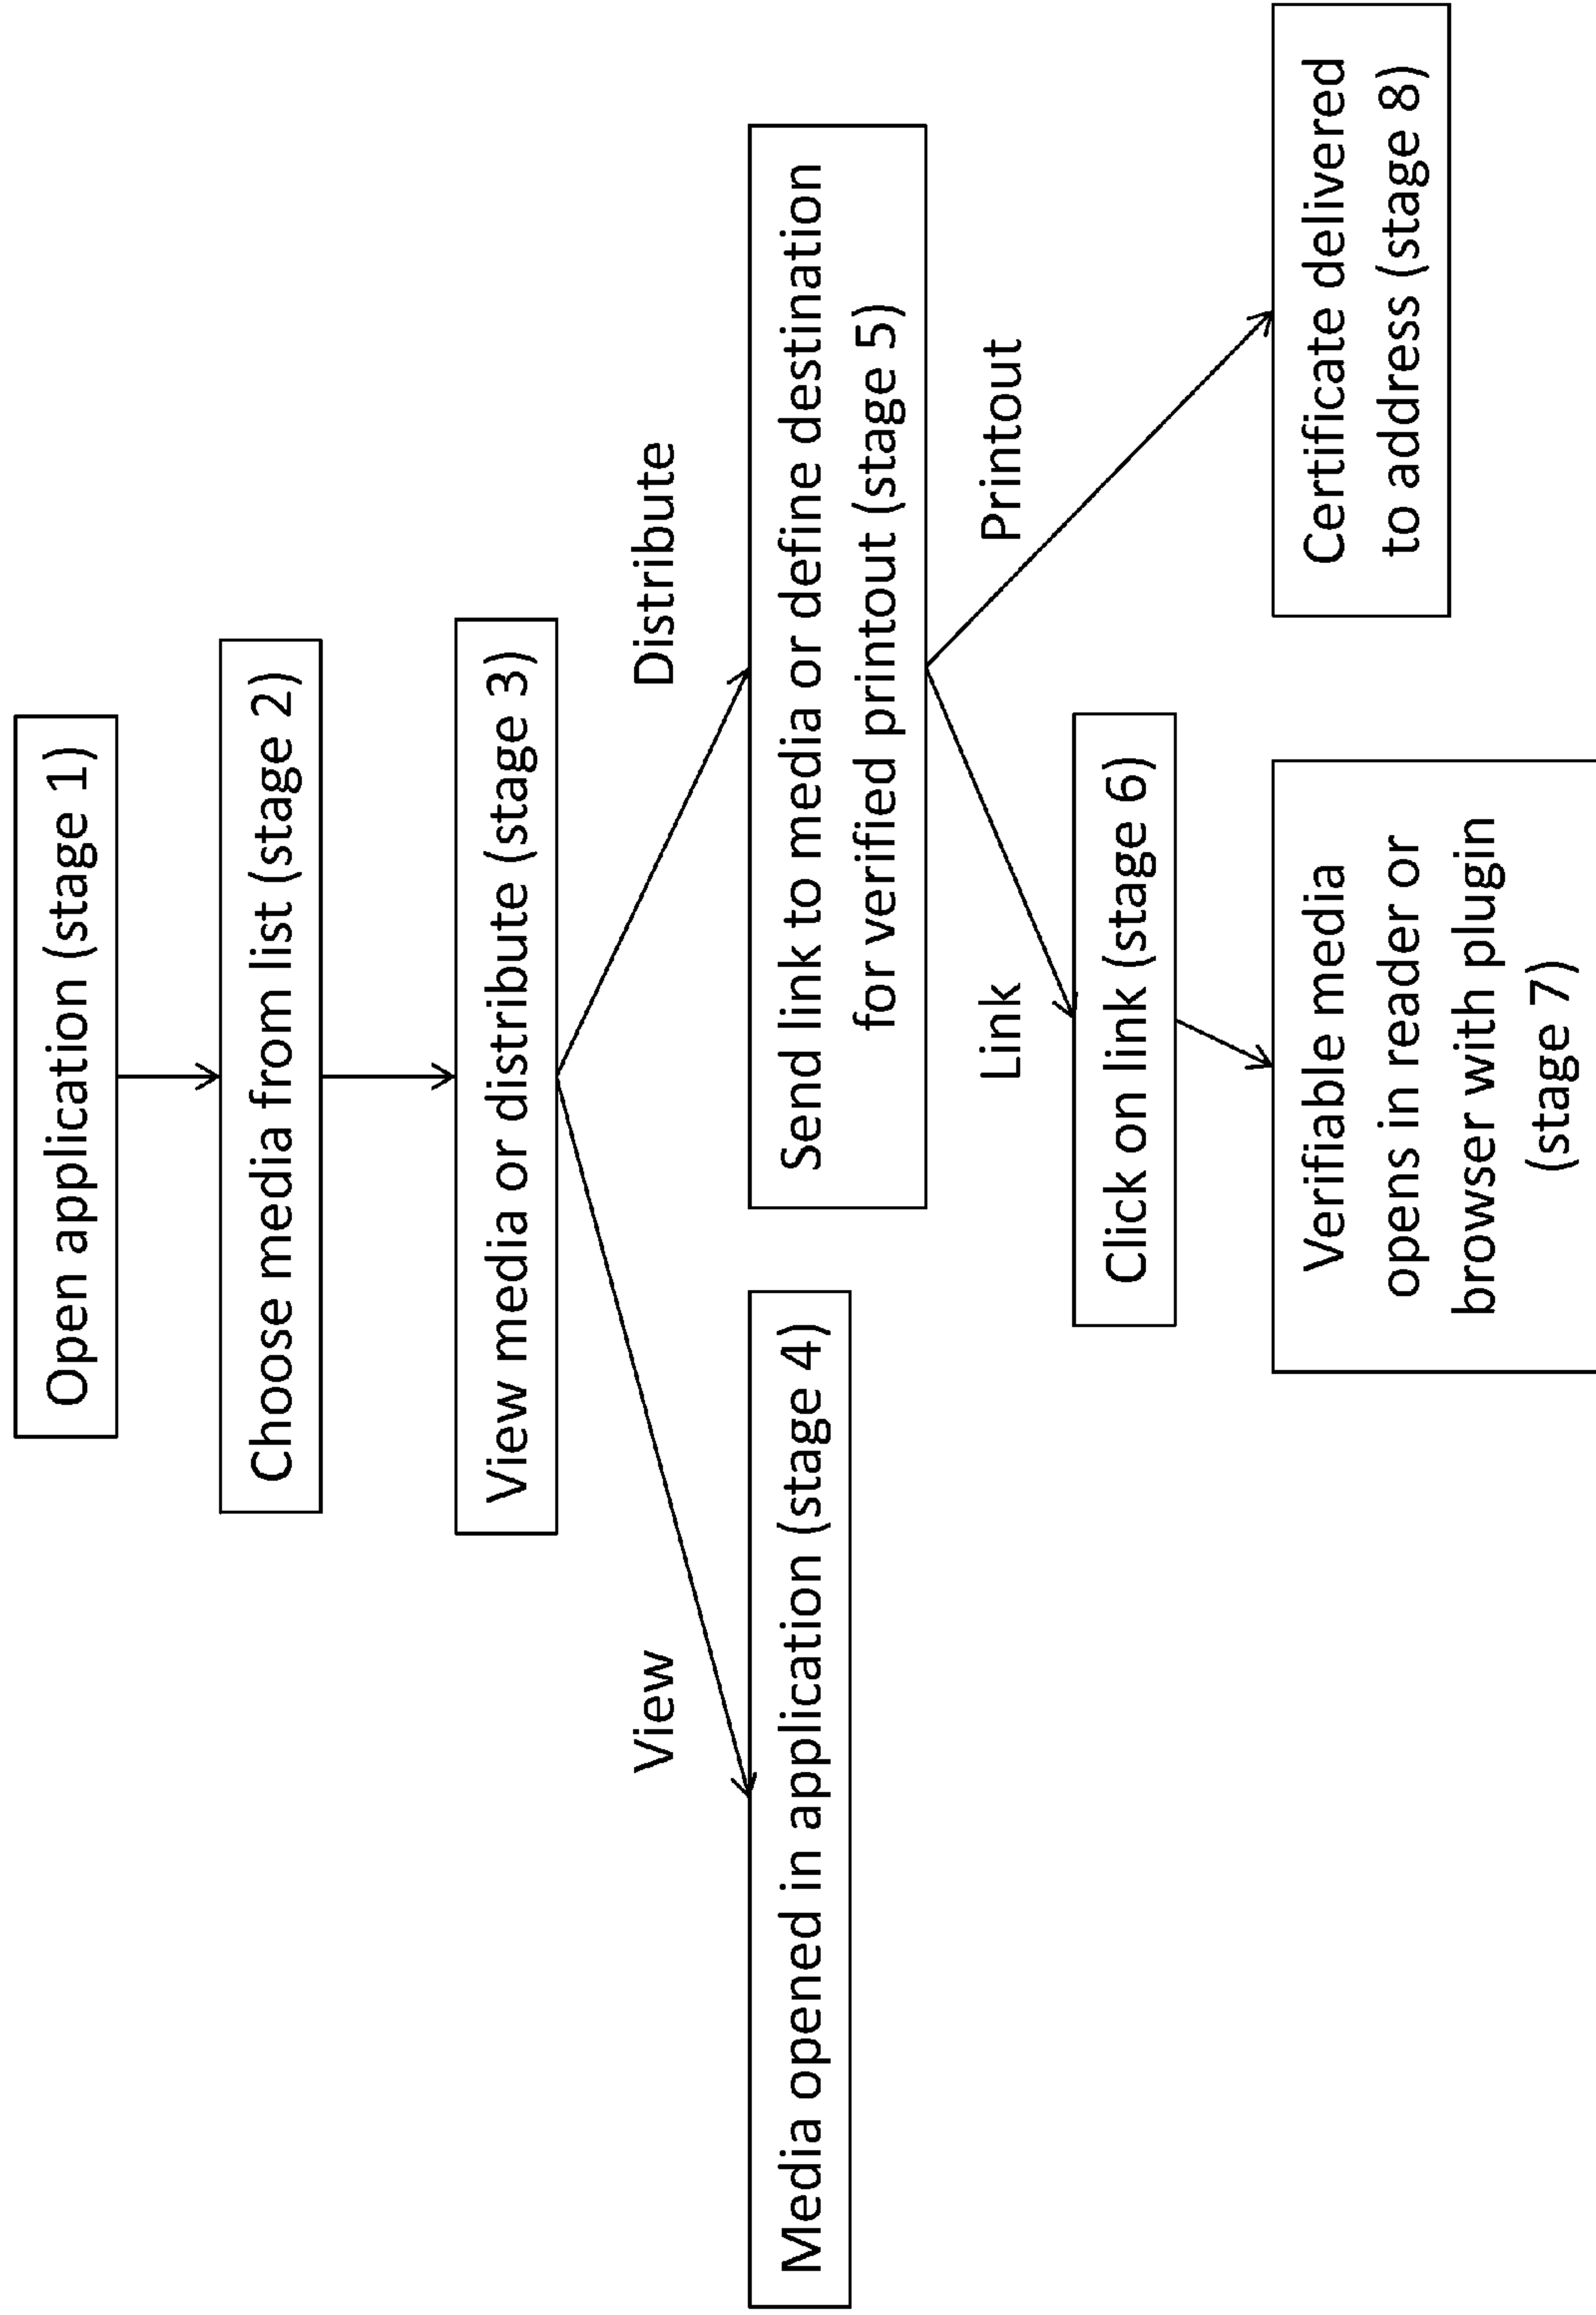 Open application (stage 1)
Choose media from list (stage 2)
View media or distribute (stage 3)
View
Distribute
Media opened in application (stage 4)
Send link to media or define destination
for verified printout (stage 5)
Link
Printout
Click on link (stage 6)
Verifiable media
opens in reader or
browser with plugin
(stage 7)
Certificate delivered
to address (stage 8)